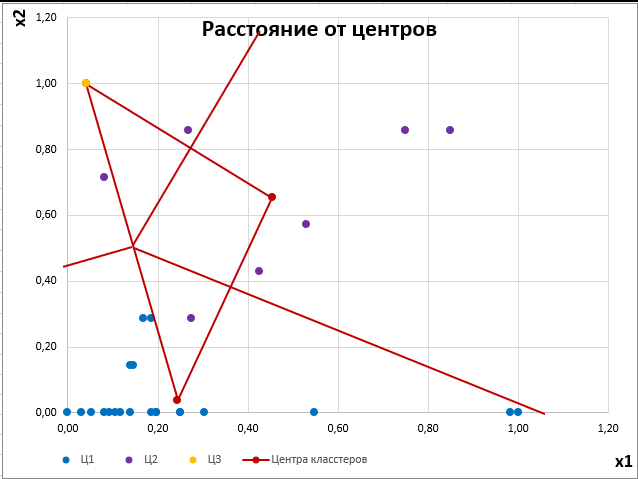 Расстояние от центров
x2
1,20
1,00
0,80
0,60
0,40
0,20
0,00
0,00 0,20 0,40 0,60 0,80 1,00 1,20
x1
Ц1 Ц2 Ц3 Центра класстеров